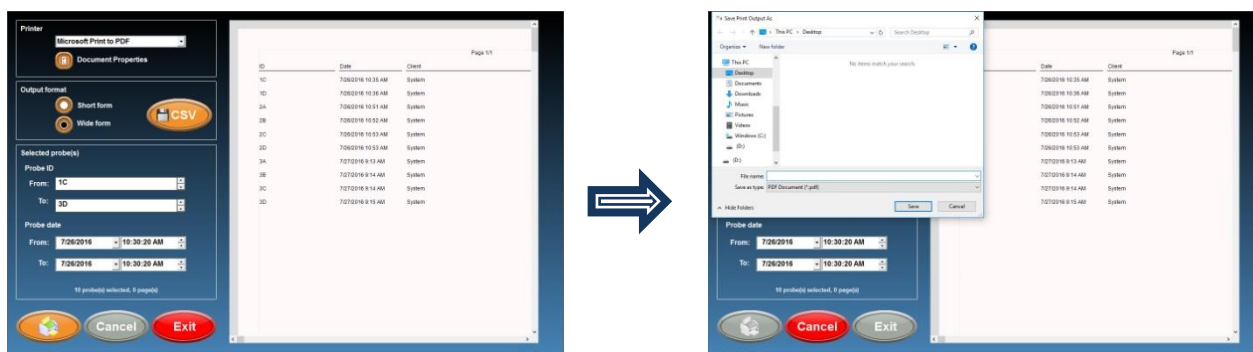 Printer
Microsoft Print to PDF
Document Properties
Output format
Short form
Wide form
CSV
Selected probe(s)
Probe ID
From: 1C
To: 3D
Probe date
From: 7/26/2016 10:30:20 AM
To: 7/26/2016 10:30:20 AM
10 probe(s) selected, 0 page(s)
Cancel
Exit
Page 1/1
ID Date Client
1C 7/26/2016 10:35 AM System
1D 7/26/2016 10:36 AM System
2A 7/26/2016 10:51 AM System
2B 7/26/2016 10:52 AM System
2C 7/26/2016 10:53 AM System
2D 7/26/2016 10:53 AM System
3A 7/27/2016 9:13 AM System
3B 7/27/2016 9:14 AM System
3C 7/27/2016 9:14 AM System
3D 7/27/2016 9:15 AM System
Save Print Output As
This PC > Desktop
Search Desktop
Organize New folder
This PC
Desktop
Documents
Downloads
Music
Pictures
Videos
Windows (C:)
(D:)
(D:)
No items match your search.
File name:
Save as type: PDF Document (*.pdf)
Hide Folders
Save
Cancel
Page 1/1
Date Client
7/26/2016 10:35 AM System
7/26/2016 10:36 AM System
7/26/2016 10:51 AM System
7/26/2016 10:52 AM System
7/26/2016 10:53 AM System
7/26/2016 10:53 AM System
7/27/2016 9:13 AM System
7/27/2016 9:14 AM System
7/27/2016 9:14 AM System
7/27/2016 9:15 AM System
Probe date
From: 7/26/2016 10:30:20 AM
To: 7/26/2016 10:30:20 AM
10 probe(s) selected, 0 page(s)
Cancel
Exit